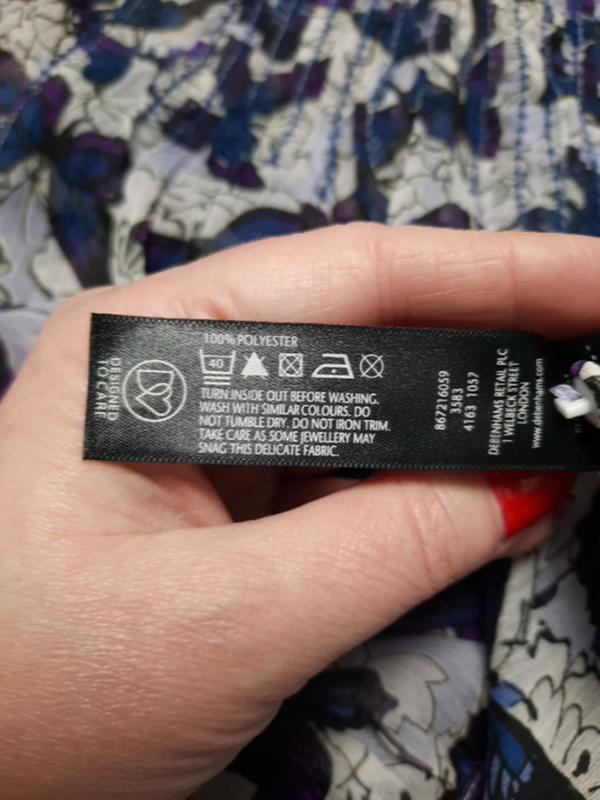 100% POLYESTER
40
TURN INSIDE OUT BEFORE WASHING.
WASH WITH SIMILAR COLOURS. DO
NOT TUMBLE DRY. DO NOT IRON TRIM.
TAKE CARE AS SOME JEWELLERY MAY
SNAG THIS DELICATE FABRIC.
DESIGNED
TO CARE
867216059
3583
4163 1057
DEBENHAMS RETAIL PLC
1 WELBECK STREET
LONDON
www.debenhams.com